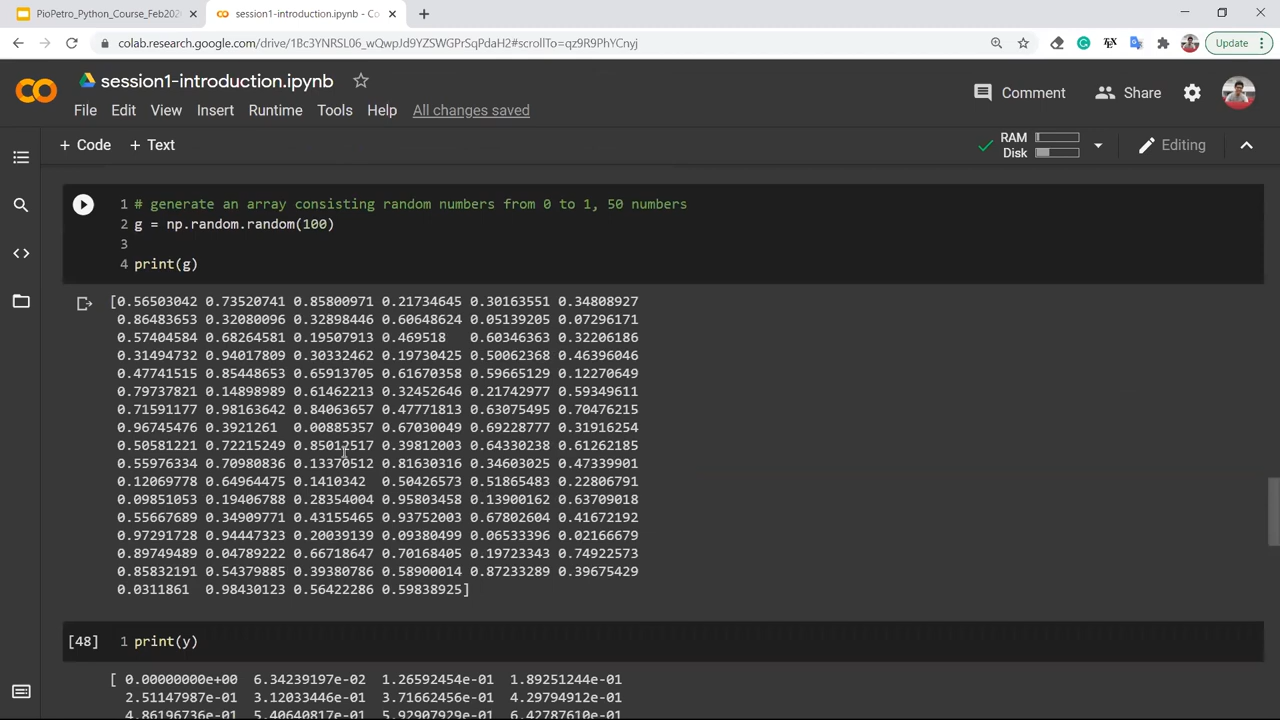 PioPetro_Python_Course_Feb202
session1-introduction.ipynb - Co
colab.research.google.com/drive/1Bc3YNRSL06_wQwpJd9YZSWGPrSqPdaH2#scrollTo=qz9R9PhYCnyj
Update
session1-introduction.ipynb
Comment
Share
File Edit View Insert Runtime Tools Help All changes saved
+ Code + Text
RAM
Disk
Editing
1 # generate an array consisting random numbers from 0 to 1, 50 numbers
2 g = np.random.random(100)
3
4 print(g)
[0.56503042 0.73520741 0.85800971 0.21734645 0.30163551 0.34808927
0.86483653 0.32080096 0.32898446 0.60648624 0.05139205 0.07296171
0.57404584 0.68264581 0.19507913 0.469518 0.60346363 0.32206186
0.31494732 0.94017809 0.30332462 0.19730425 0.50062368 0.46396046
0.47741515 0.85448653 0.65913705 0.61670358 0.59665129 0.12270649
0.79737821 0.14898989 0.61462213 0.32452646 0.21742977 0.59349611
0.71591177 0.98163642 0.84063657 0.47771813 0.63075495 0.70476215
0.96745476 0.3921261 0.00885357 0.67030049 0.69228777 0.31916254
0.50581221 0.72215249 0.85012517 0.39812003 0.64330238 0.61262185
0.55976334 0.70980836 0.13370512 0.81630316 0.34603025 0.47339901
0.12069778 0.64964475 0.1410342 0.50426573 0.51865483 0.22806791
0.09851053 0.19406788 0.28354004 0.95803458 0.13900162 0.63709018
0.55667689 0.34909771 0.43155465 0.93752003 0.67802604 0.41672192
0.97291728 0.94447323 0.20039139 0.09380499 0.06533396 0.02166679
0.89749489 0.04789222 0.66718647 0.70168405 0.19723343 0.74922573
0.85832191 0.54379885 0.39380786 0.58900014 0.87233289 0.39675429
0.0311861 0.98430123 0.56422286 0.59838925]
[48] 1 print(y)
[ 0.00000000e+00 6.34239197e-02 1.26592454e-01 1.89251244e-01
2.51147987e-01 3.12033446e-01 3.71662456e-01 4.29794912e-01
4.86196736e-01 5.40640817e-01 5.92907929e-01 6.42787610e-01